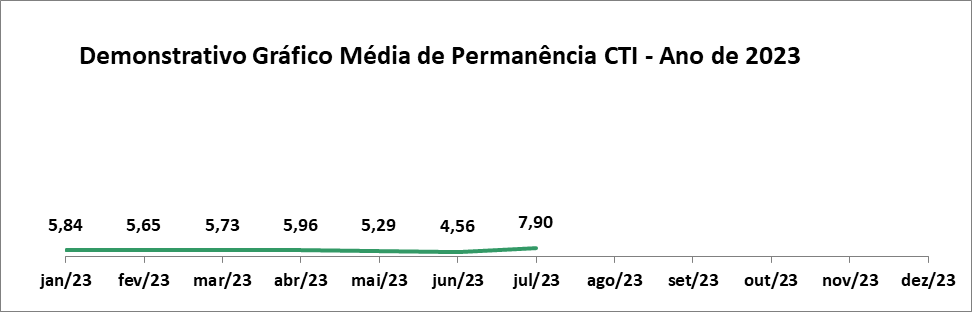 Demonstrativo Gráfico Média de Permanência CTI - Ano de 2023
5,84 5,65 5,73 5,96 5,29 4,56 7,90
jan/23 fev/23 mar/23 abr/23 mai/23 jun/23 jul/23 ago/23 set/23 out/23 nov/23 dez/23